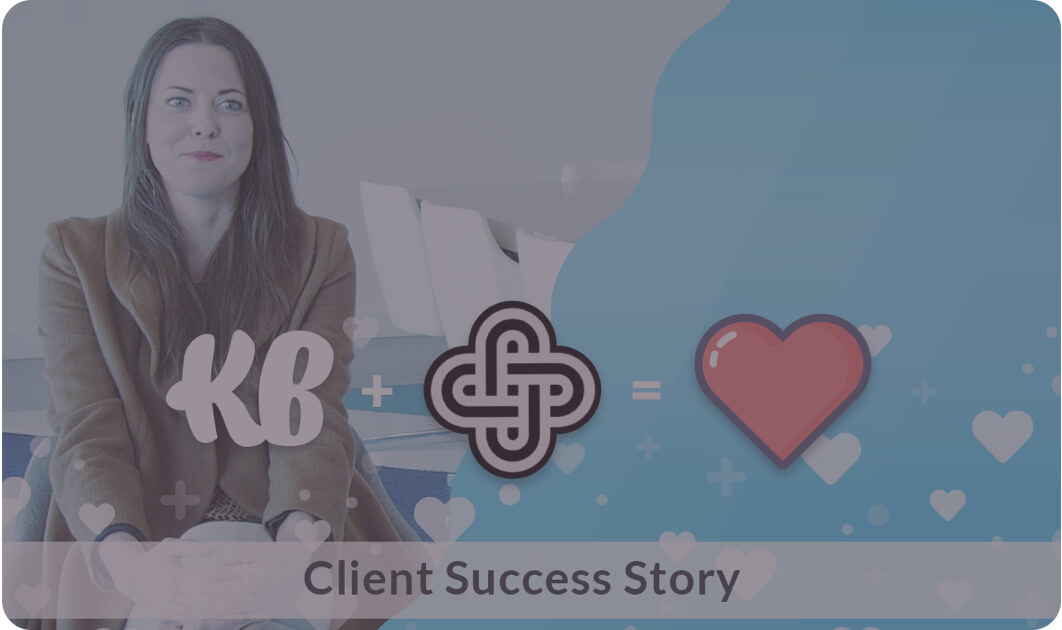 KB + =
Client Success Story